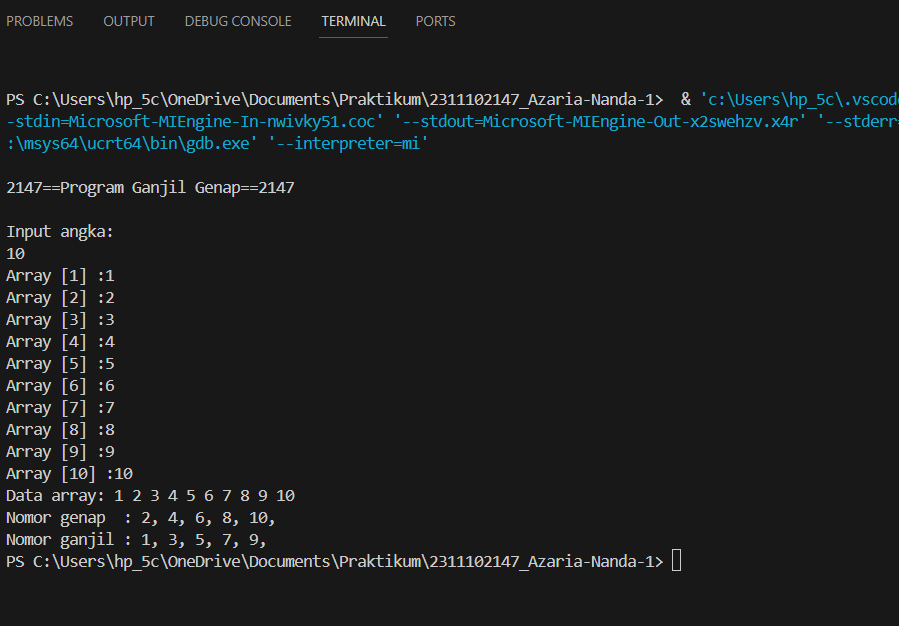 PROBLEMS OUTPUT DEBUG CONSOLE TERMINAL PORTS
PS C:\Users\hp_5c\OneDrive\Documents\Praktikum\2311102147_Azaria-Nanda-1>  & 'c:\Users\hp_5c\.vscode
-stdin=Microsoft-MIEngine-In-nwivky51.coc' '--stdout=Microsoft-MIEngine-Out-x2swehzv.x4r' '--stderr=
:\msys64\ucrt64\bin\gdb.exe' '--interpreter=mi'
2147==Program Ganjil Genap==2147
Input angka:
10
Array [1] :1
Array [2] :2
Array [3] :3
Array [4] :4
Array [5] :5
Array [6] :6
Array [7] :7
Array [8] :8
Array [9] :9
Array [10] :10
Data array: 1 2 3 4 5 6 7 8 9 10
Nomor genap  : 2, 4, 6, 8, 10,
Nomor ganjil : 1, 3, 5, 7, 9,
PS C:\Users\hp_5c\OneDrive\Documents\Praktikum\2311102147_Azaria-Nanda-1>